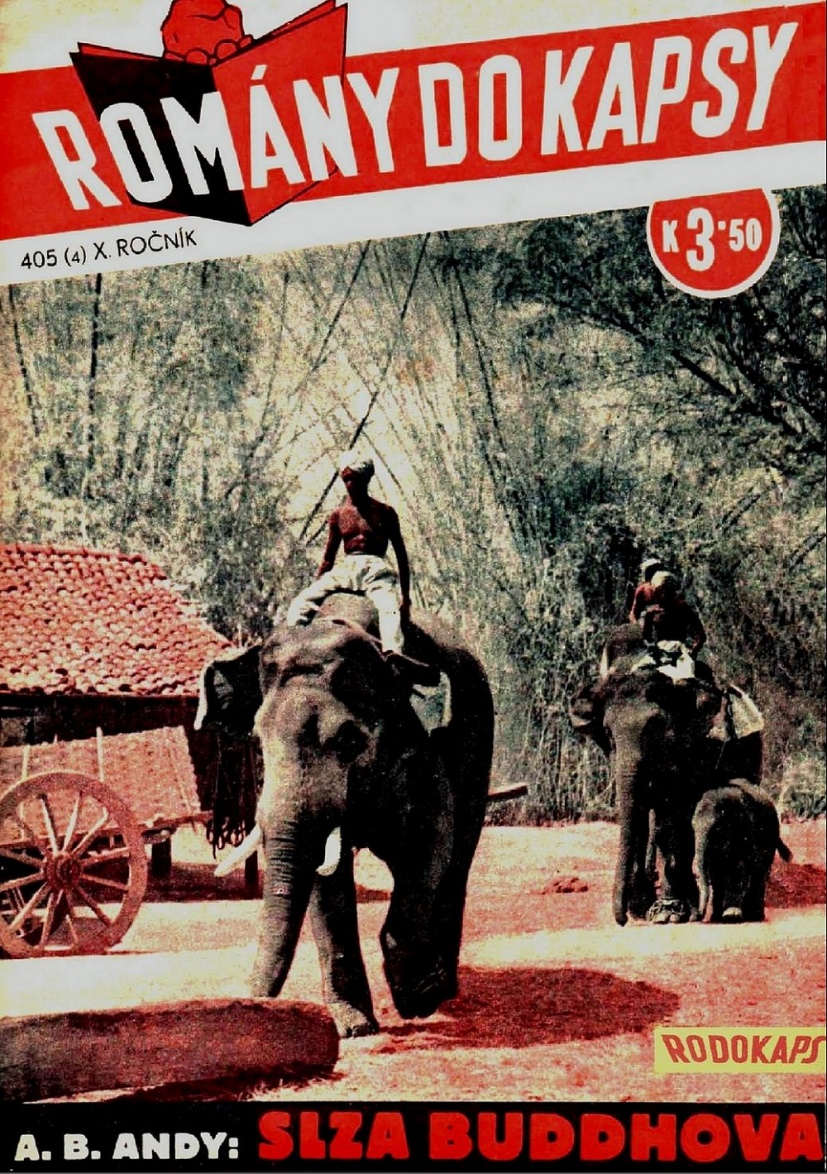 ROMÁNY DO KAPSY
405 (4) X. ROČNÍK
K 3·50
RODOKAPS
A. B. ANDY: SLZA BUDDHOVA